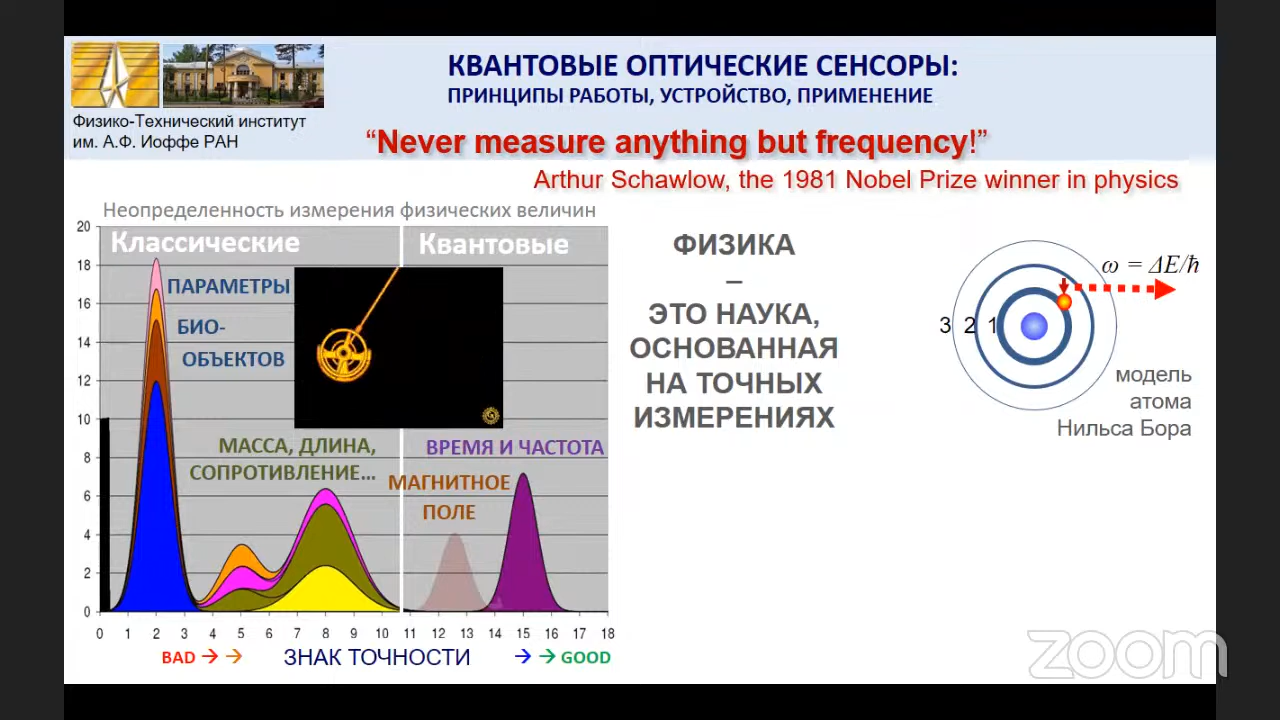 КВАНТОВЫЕ ОПТИЧЕСКИЕ СЕНСОРЫ:
ПРИНЦИПЫ РАБОТЫ, УСТРОЙСТВО, ПРИМЕНЕНИЕ
Физико-Технический институт
им. А.Ф. Иоффе РАН
“Never measure anything but frequency!”
Arthur Schawlow, the 1981 Nobel Prize winner in physics
Неопределенность измерения физических величин
Классические
Квантовые
20
18
16
14
12
10
8
6
4
2
0
ПАРАМЕТРЫ
БИО-
ОБЪЕКТОВ
МАССА, ДЛИНА,
СОПРОТИВЛЕНИЕ...
ВРЕМЯ И ЧАСТОТА
МАГНИТНОЕ
ПОЛЕ
0 1 2 3 4 5 6 7 8 9 10 11 12 13 14 15 16 17 18
BAD → →
ЗНАК ТОЧНОСТИ
→ → GOOD
ФИЗИКА
–
ЭТО НАУКА,
ОСНОВАННАЯ
НА ТОЧНЫХ
ИЗМЕРЕНИЯХ
ω = ΔE/ħ
3 2 1
модель
атома
Нильса Бора
zoom